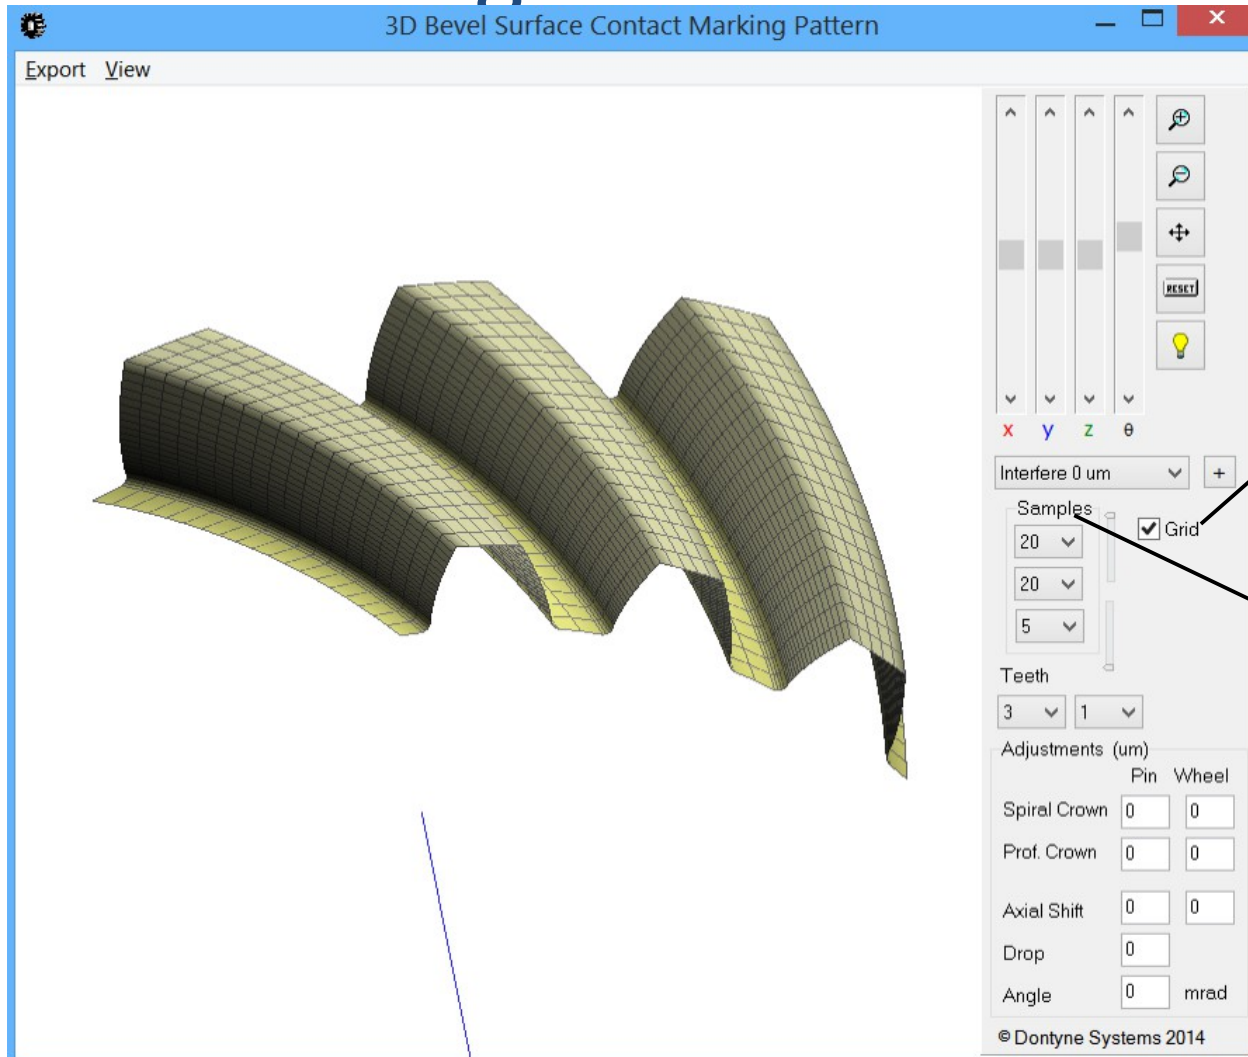 3D Bevel Surface Contact Marking Pattern
Export View
RESET
x y z θ
Interfere 0 um +
Samples
20
Grid
20
5
Teeth
3 1
Adjustments (um)
Pin Wheel
Spiral Crown 0 0
Prof. Crown 0 0
Axial Shift 0 0
Drop 0
Angle 0 mrad
© Dontyne Systems 2014